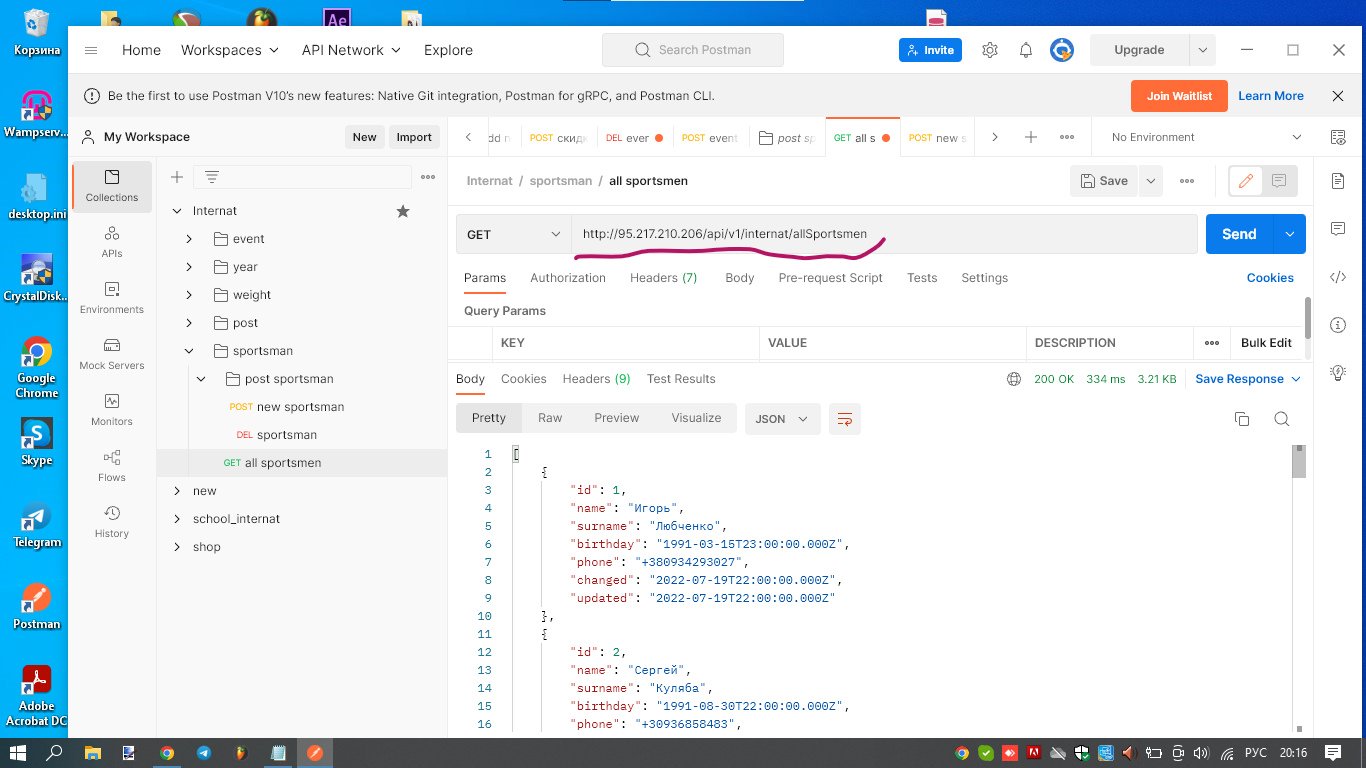 Корзина
Ae
Wampserv...
desktop.ini
CrystalDisk...
Google
Chrome
Skype
Telegram
Postman
Adobe
Acrobat DC
Home Workspaces API Network Explore
Search Postman
Invite
Upgrade
Be the first to use Postman V10's new features: Native Git integration, Postman for gRPC, and Postman CLI.
Join Waitlist Learn More
My Workspace
New Import
dd n POST скидк DEL ever POST event post sp GET all s POST new s
No Environment
Collections
APIs
Environments
Mock Servers
Monitors
Flows
History
Internat
event
year
weight
post
sportsman
post sportsman
POST new sportsman
DEL sportsman
GET all sportsmen
new
school_internat
shop
Internat / sportsman / all sportsmen
Save
GET http://95.217.210.206/api/v1/internat/allSportsmen Send
Params Authorization Headers (7) Body Pre-request Script Tests Settings Cookies
Query Params
KEY VALUE DESCRIPTION Bulk Edit
Body Cookies Headers (9) Test Results 200 OK 334 ms 3.21 KB Save Response
Pretty Raw Preview Visualize JSON
1 [
2 {
3 "id": 1,
4 "name": "Игорь",
5 "surname": "Любченко",
6 "birthday": "1991-03-15T23:00:00.000Z",
7 "phone": "+380934293027",
8 "changed": "2022-07-19T22:00:00.000Z",
9 "updated": "2022-07-19T22:00:00.000Z"
10 },
11 {
12 "id": 2,
13 "name": "Сергей",
14 "surname": "Куляба",
15 "birthday": "1991-08-30T22:00:00.000Z",
16 "phone": "+30936858483",
РУС 20:16